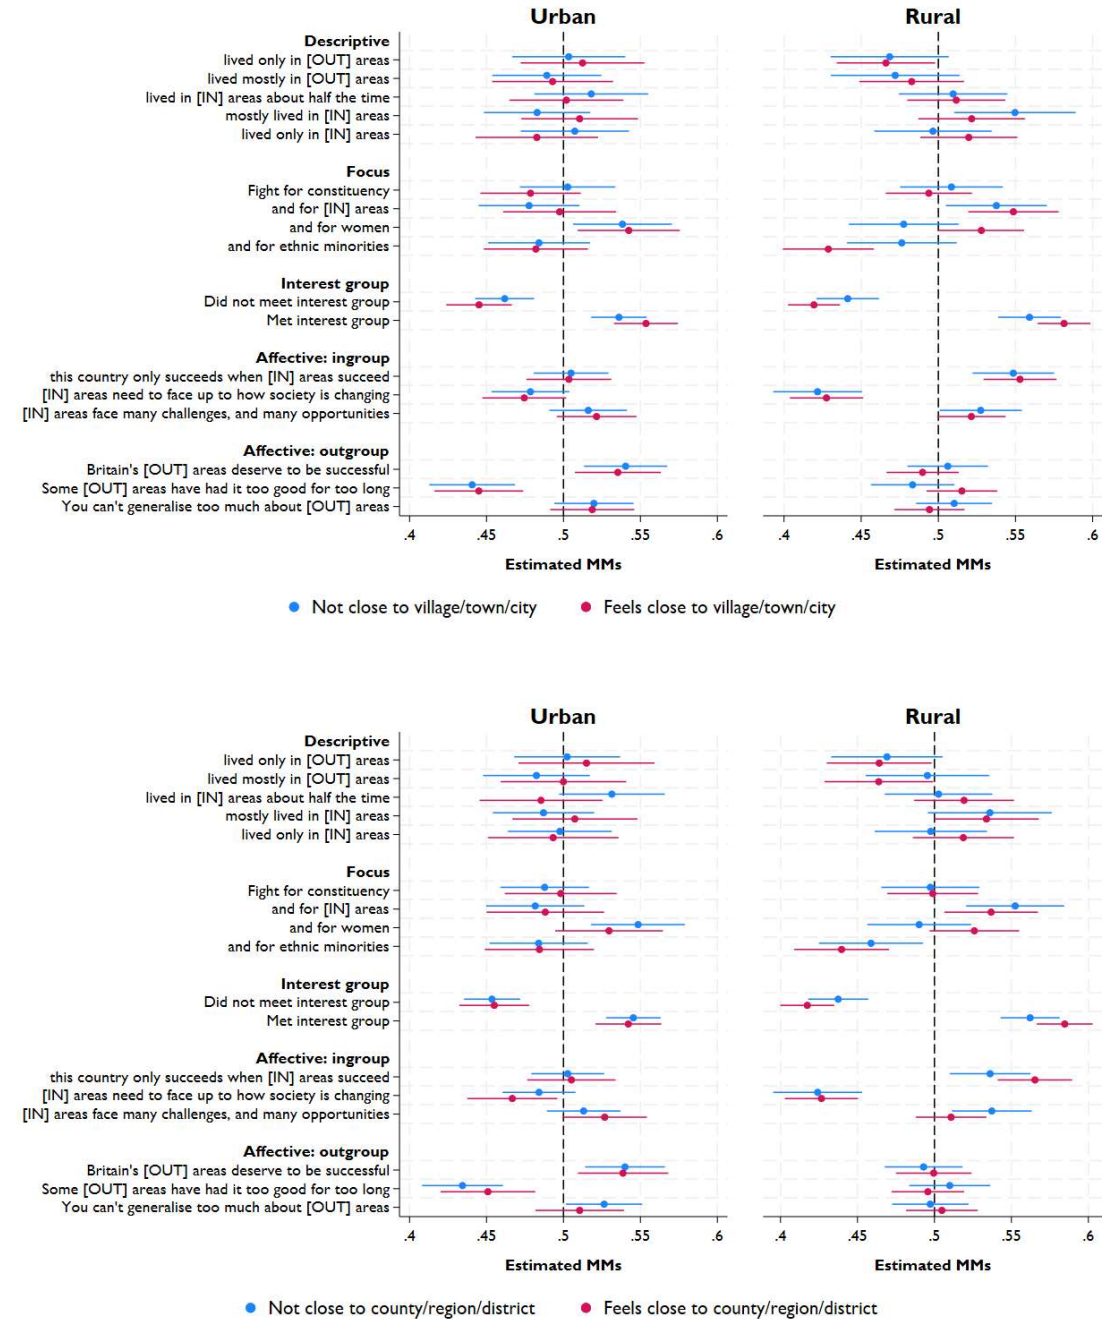 Urban Rural
Descriptive
lived only in [OUT] areas
lived mostly in [OUT] areas
lived in [IN] areas about half the time
mostly lived in [IN] areas
lived only in [IN] areas
Focus
Fight for constituency
and for [IN] areas
and for women
and for ethnic minorities
Interest group
Did not meet interest group
Met interest group
Affective: ingroup
this country only succeeds when [IN] areas succeed
[IN] areas need to face up to how society is changing
[IN] areas face many challenges, and many opportunities
Affective: outgroup
Britain's [OUT] areas deserve to be successful
Some [OUT] areas have had it too good for too long
You can't generalise too much about [OUT] areas
.4 .45 .5 .55 .6 .4 .45 .5 .55 .6
Estimated MMs Estimated MMs
Not close to village/town/city Feels close to village/town/city
Urban Rural
Descriptive
lived only in [OUT] areas
lived mostly in [OUT] areas
lived in [IN] areas about half the time
mostly lived in [IN] areas
lived only in [IN] areas
Focus
Fight for constituency
and for [IN] areas
and for women
and for ethnic minorities
Interest group
Did not meet interest group
Met interest group
Affective: ingroup
this country only succeeds when [IN] areas succeed
[IN] areas need to face up to how society is changing
[IN] areas face many challenges, and many opportunities
Affective: outgroup
Britain's [OUT] areas deserve to be successful
Some [OUT] areas have had it too good for too long
You can't generalise too much about [OUT] areas
.4 .45 .5 .55 .6 .4 .45 .5 .55 .6
Estimated MMs Estimated MMs
Not close to county/region/district Feels close to county/region/district